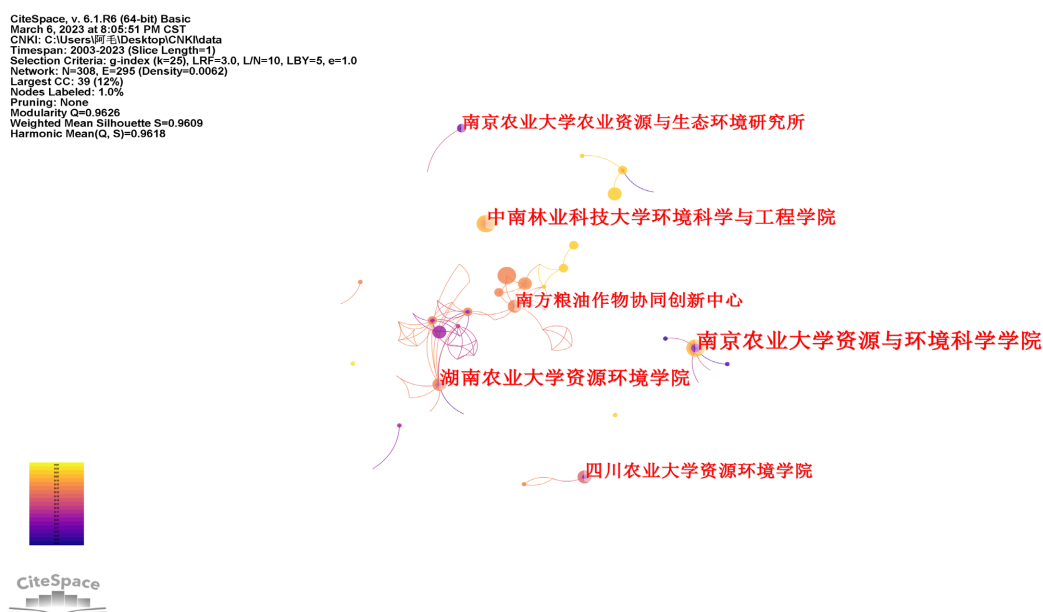 CiteSpace, v. 6.1.R6 (64-bit) Basic
March 6, 2023 at 8:05:51 PM CST
CNKI: C:\Users\阿毛\Desktop\CNKI\data
Timespan: 2003-2023 (Slice Length=1)
Selection Criteria: g-index (k=25), LRF=3.0, L/N=10, LBY=5, e=1.0
Network: N=308, E=295 (Density=0.0062)
Largest CC: 39 (12%)
Nodes Labeled: 1.0%
Pruning: None
Modularity Q=0.9626
Weighted Mean Silhouette S=0.9609
Harmonic Mean(Q, S)=0.9618
南京农业大学农业资源与生态环境研究所
中南林业科技大学环境科学与工程学院
南方粮油作物协同创新中心
南京农业大学资源与环境科学学院
湖南农业大学资源环境学院
四川农业大学资源环境学院
CiteSpace